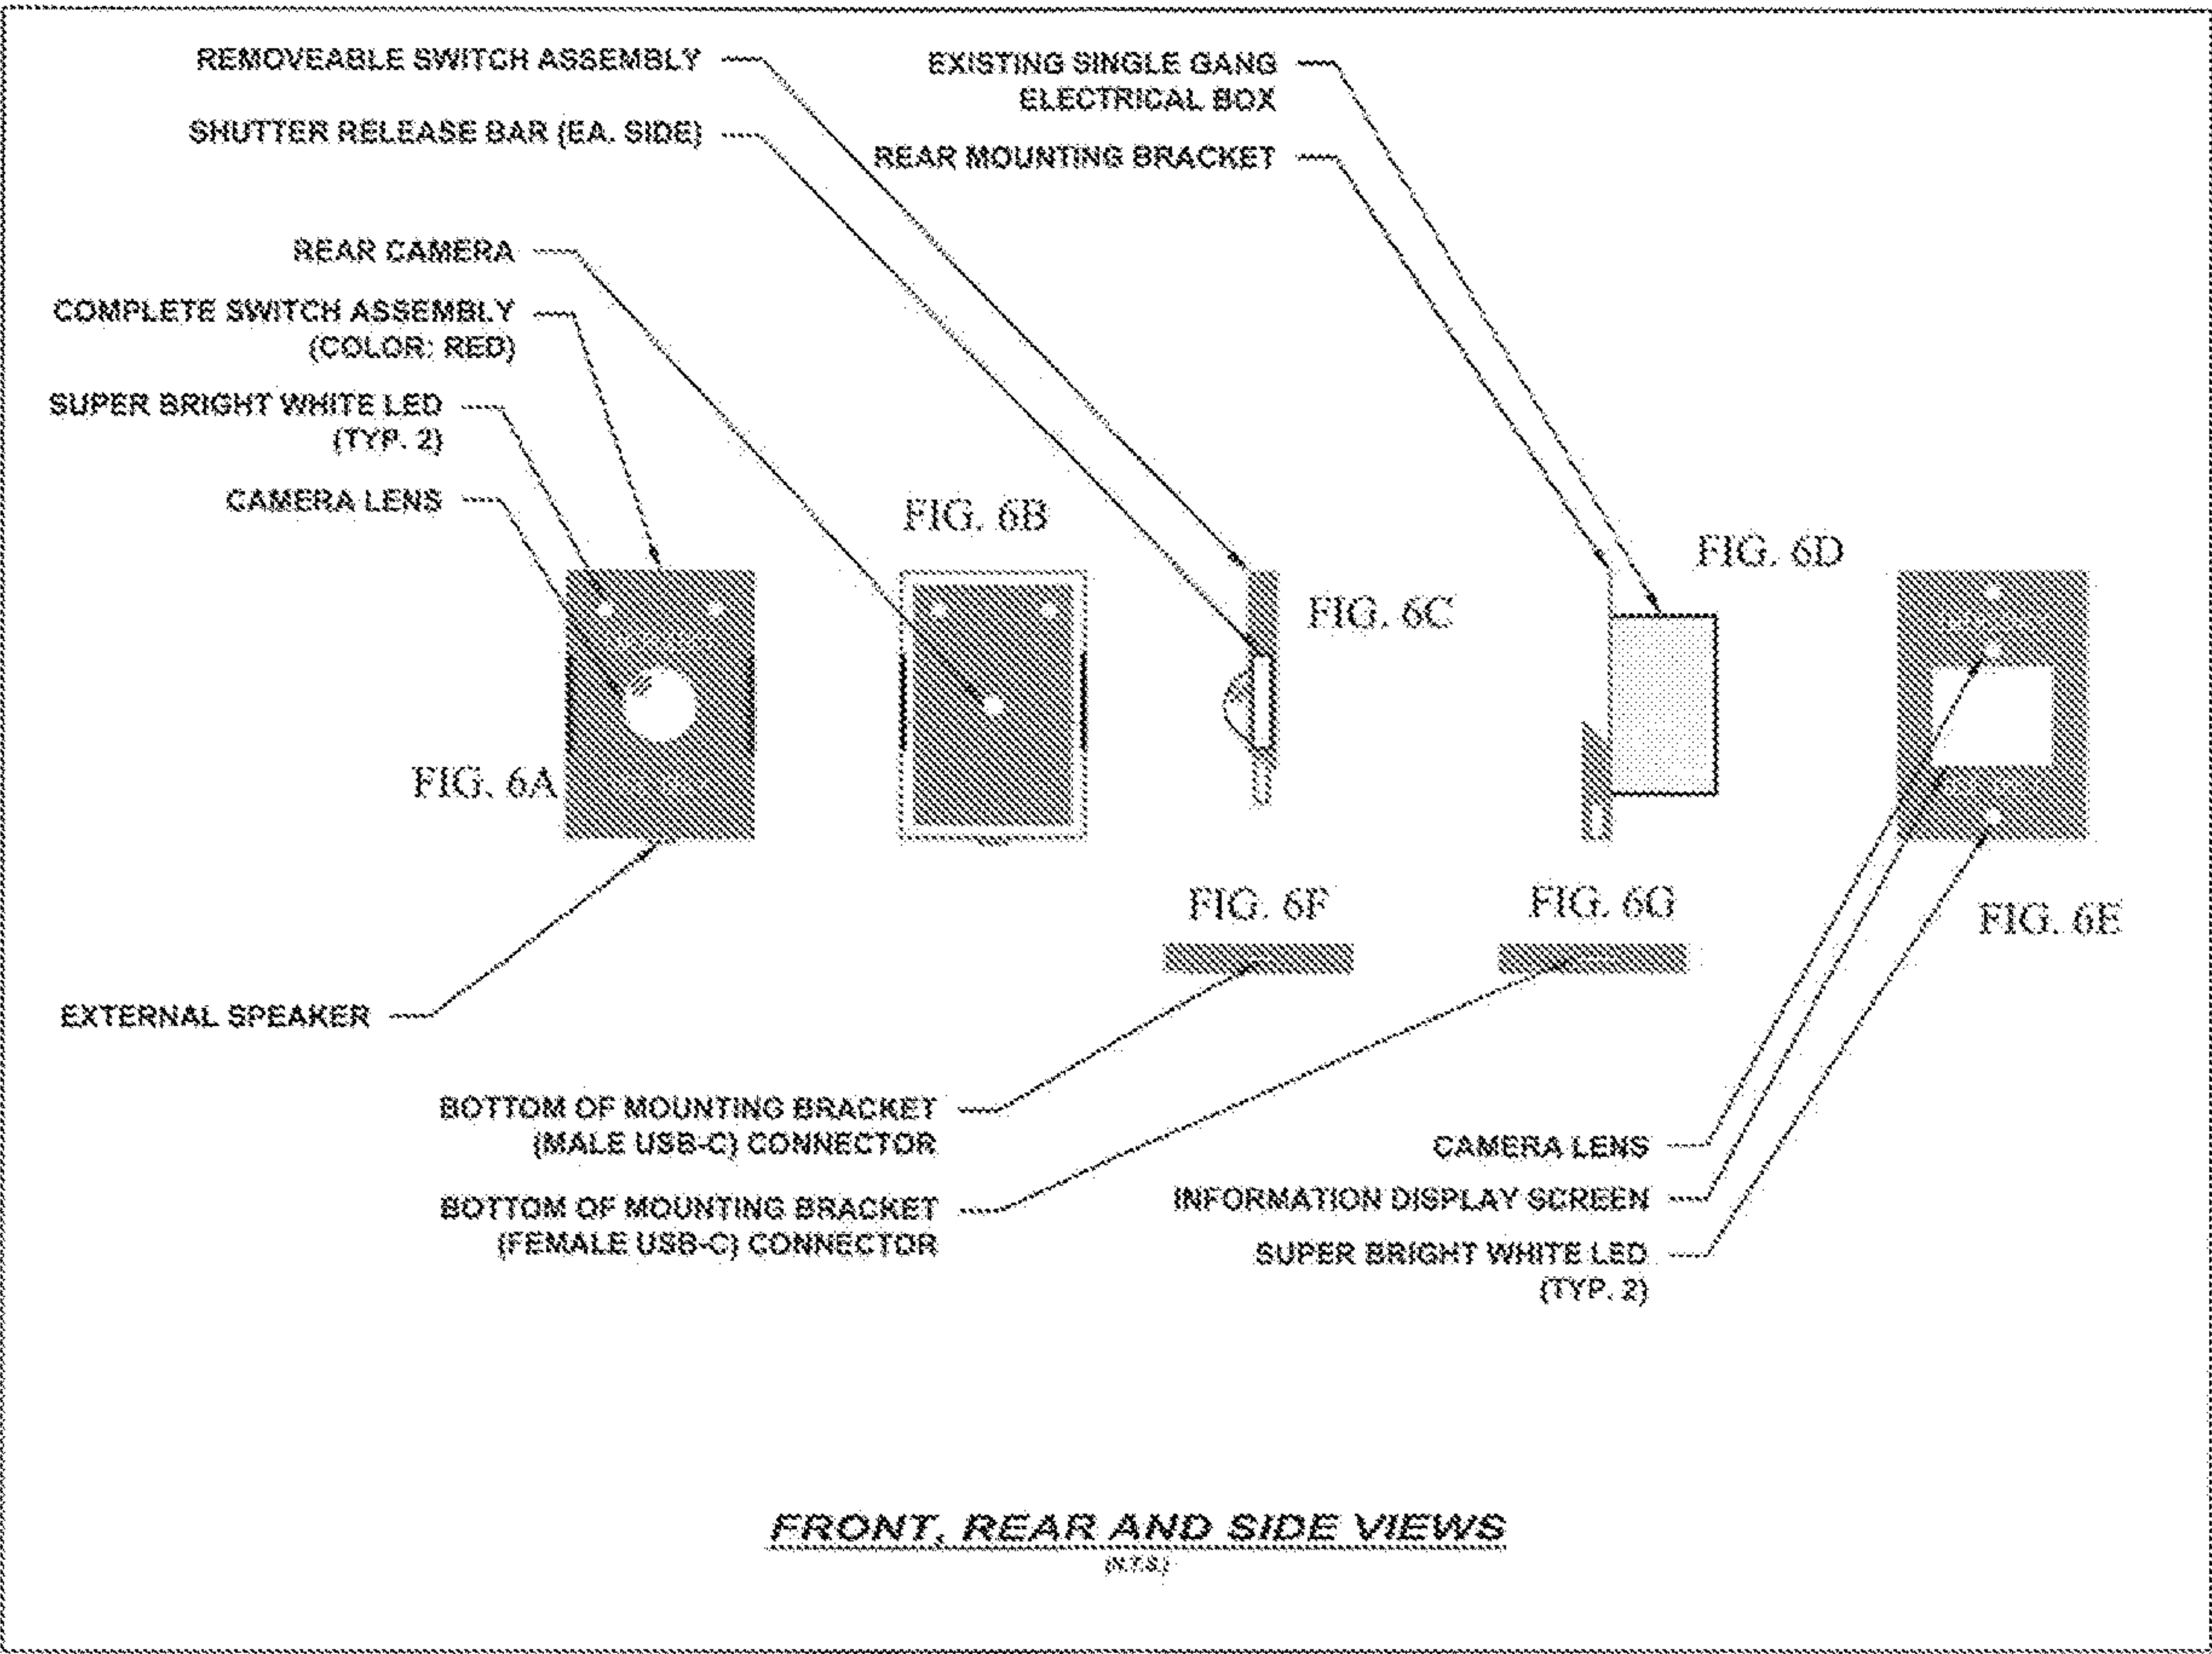 REMOVEABLE SWITCH ASSEMBLY
SHUTTER RELEASE BAR (EA. SIDE)
EXISTING SINGLE GANG
ELECTRICAL BOX
REAR MOUNTING BRACKET
REAR CAMERA
COMPLETE SWITCH ASSEMBLY
(COLOR: RED)
SUPER BRIGHT WHITE LED
(TYP. 2)
CAMERA LENS
FIG. 6B
FIG. 6D
FIG. 6C
FIG. 6A
FIG. 6F
FIG. 6G
FIG. 6E
EXTERNAL SPEAKER
BOTTOM OF MOUNTING BRACKET
(MALE USB-C) CONNECTOR
BOTTOM OF MOUNTING BRACKET
(FEMALE USB-C) CONNECTOR
CAMERA LENS
INFORMATION DISPLAY SCREEN
SUPER BRIGHT WHITE LED
(TYP. 2)
FRONT, REAR AND SIDE VIEWS
(N.T.S.)